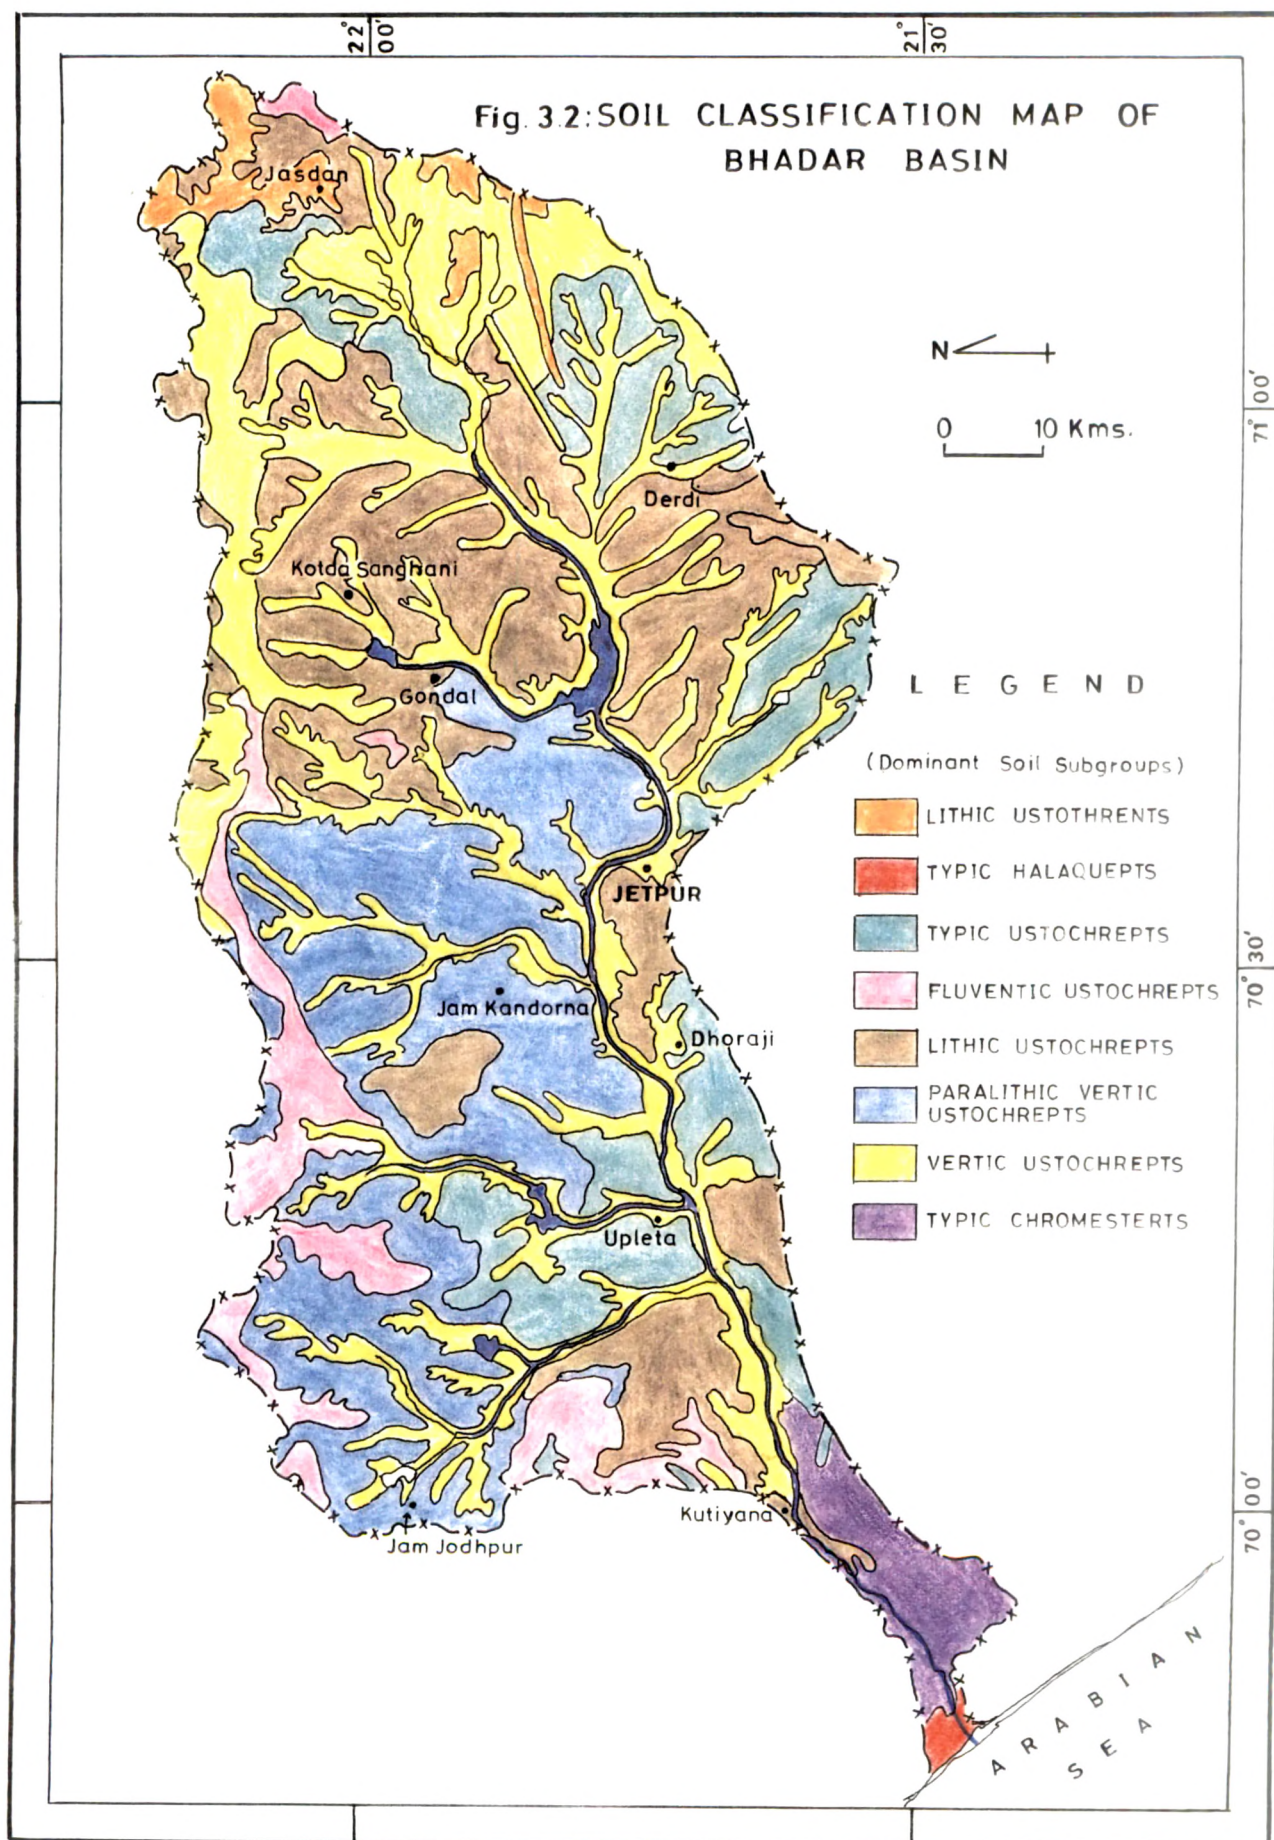 22° 00'
21° 30'
Fig. 3.2: SOIL CLASSIFICATION MAP OF
BHADAR BASIN
Jasdan
N
71° 00'
0 10 Kms.
Derdi
Kotda Sanghani
Gondal
LEGEND
(Dominant Soil Subgroups)
LITHIC USTOTHRENTS
TYPIC HALAQUEPTS
JETPUR
TYPIC USTOCHREPTS
70° 30'
FLUVENTIC USTOCHREPTS
Jam Kandorna
Dhoraji
LITHIC USTOCHREPTS
PARALITHIC VERTIC
USTOCHREPTS
VERTIC USTOCHREPTS
TYPIC CHROMESTERTS
Upleta
70° 00'
Kutiyana
Jam Jodhpur
ARABIAN
SEA